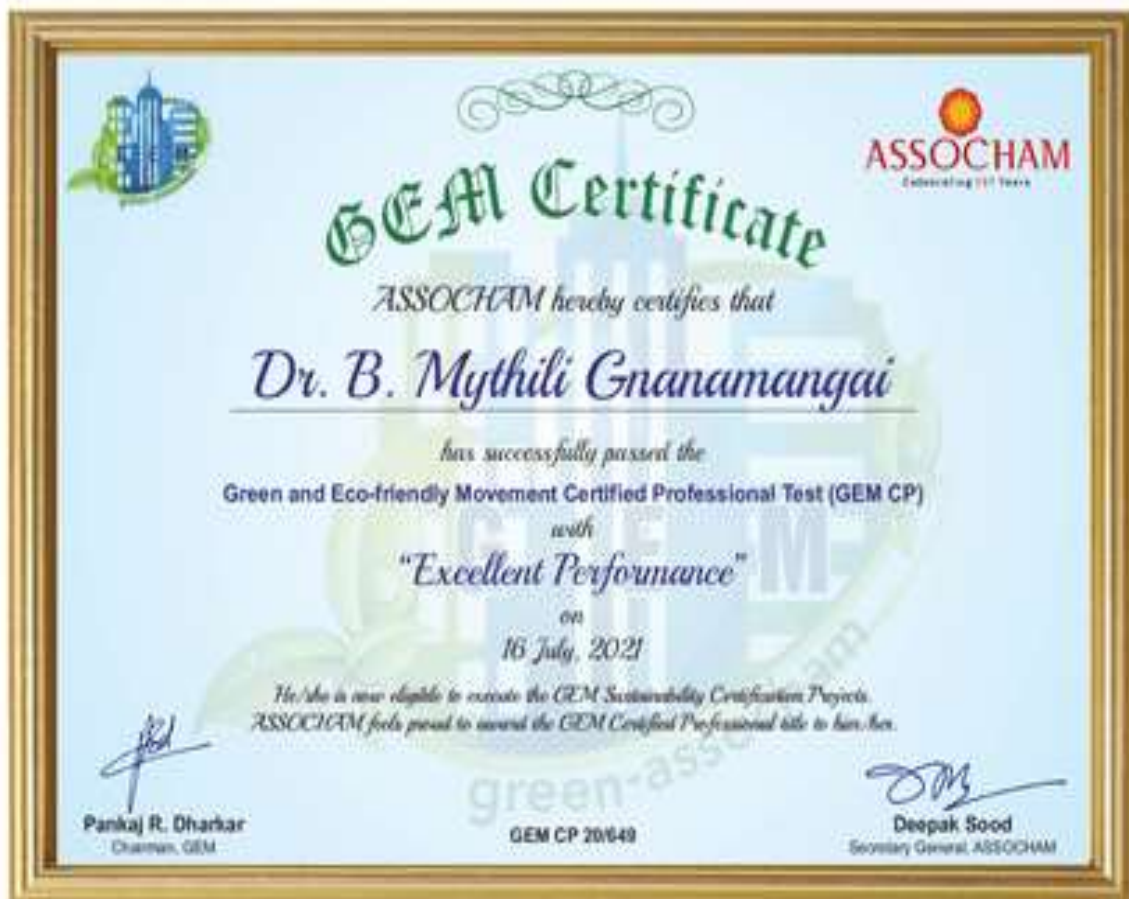 ASSOCHAM
GEM Certificate
ASSOCHAM hereby certifies that
Dr. B. Mythili Gnanamangai
has successfully passed the
Green and Eco-friendly Movement Certified Professional Test (GEM CP)
with
“Excellent Performance”
on
16 July, 2021
He/she is now eligible to execute the GEM Sustainability Certification Projects.
ASSOCHAM feels proud to award the GEM Certified Professional title to him/her.
GEM
green-assocham
Pankaj R. Dharkar
Chairman, GEM
GEM CP 20/649
Deepak Sood
Secretary General, ASSOCHAM